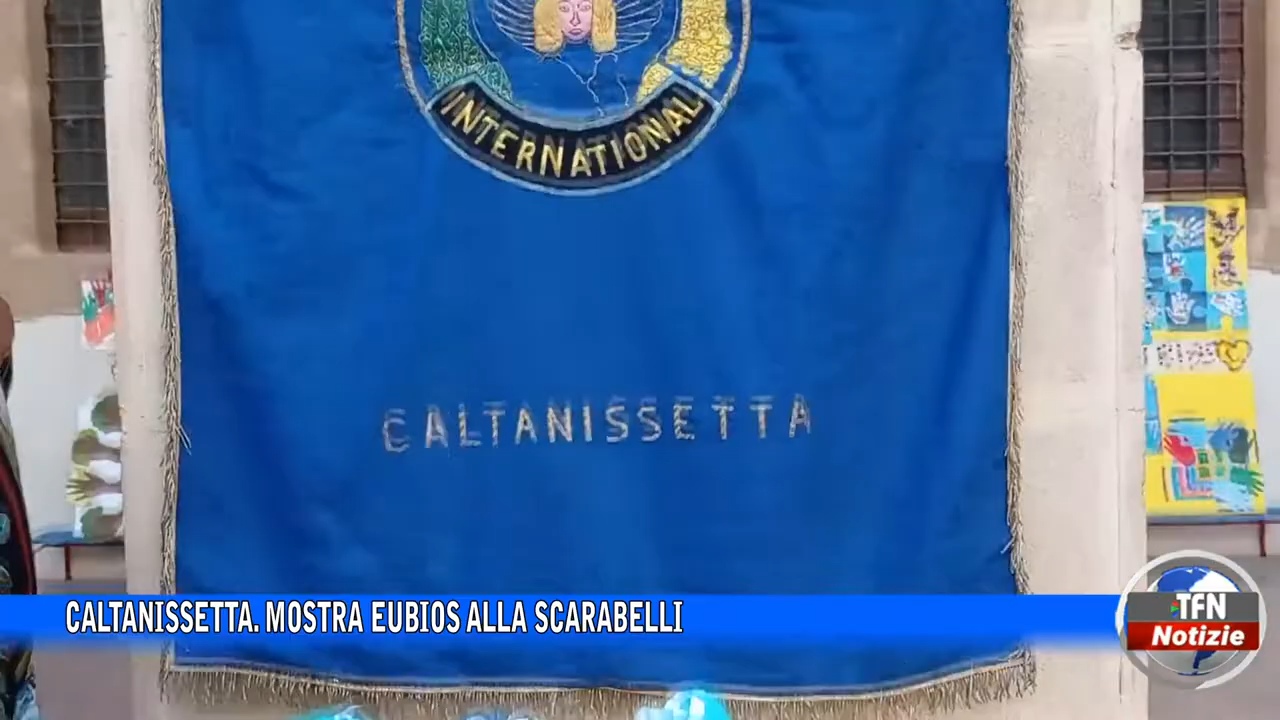 INTERNATIONAL
CALTANISSETTA
CALTANISSETTA. MOSTRA EUBIOS ALLA SCARABELLI
TFN
Notizie